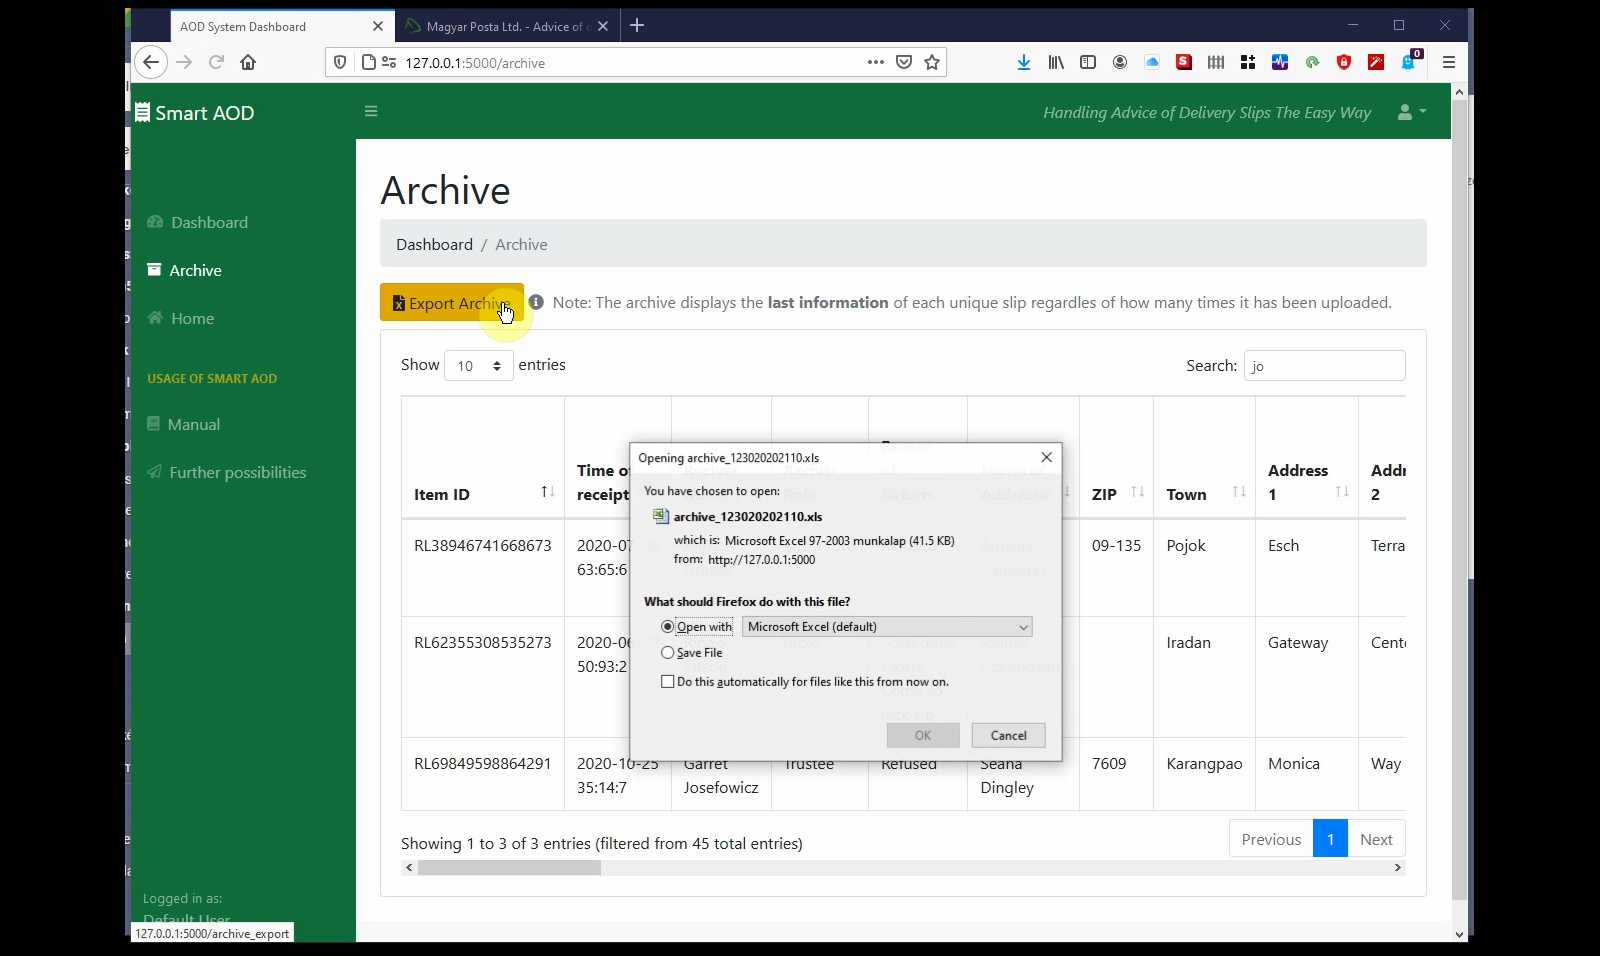 AOD System Dashboard
Magyar Posta Ltd. - Advice of
127.0.0.1:5000/archive
0
Smart AOD
Handling Advice of Delivery Slips The Easy Way
Dashboard
Archive
Home
USAGE OF SMART AOD
Manual
Further possibilities
Logged in as:
Default User
127.0.0.1:5000/archive_export
Archive
Dashboard / Archive
Export Archive
Note: The archive displays the last information of each unique slip regardles of how many times it has been uploaded.
Show 10 entries
Search: jo
Item ID
Time of
receipt
ZIP
Town
Address
1
Addr
2
RL38946741668673
2020-07
63:65:6
09-135
Pojok
Esch
Terra
RL62355308535273
2020-06
50:93:2
Iradan
Gateway
Cent
RL69849598864291
2020-10-25
35:14:7
Garret
Josefowicz
Trustee
Refused
Seana
Dingley
7609
Karangpao
Monica
Way
Showing 1 to 3 of 3 entries (filtered from 45 total entries)
Previous
1
Next
Opening archive_123020202110.xls
You have chosen to open:
archive_123020202110.xls
which is: Microsoft Excel 97-2003 munkalap (41.5 KB)
from: http://127.0.0.1:5000
What should Firefox do with this file?
Open with
Microsoft Excel (default)
Save File
Do this automatically for files like this from now on.
OK
Cancel